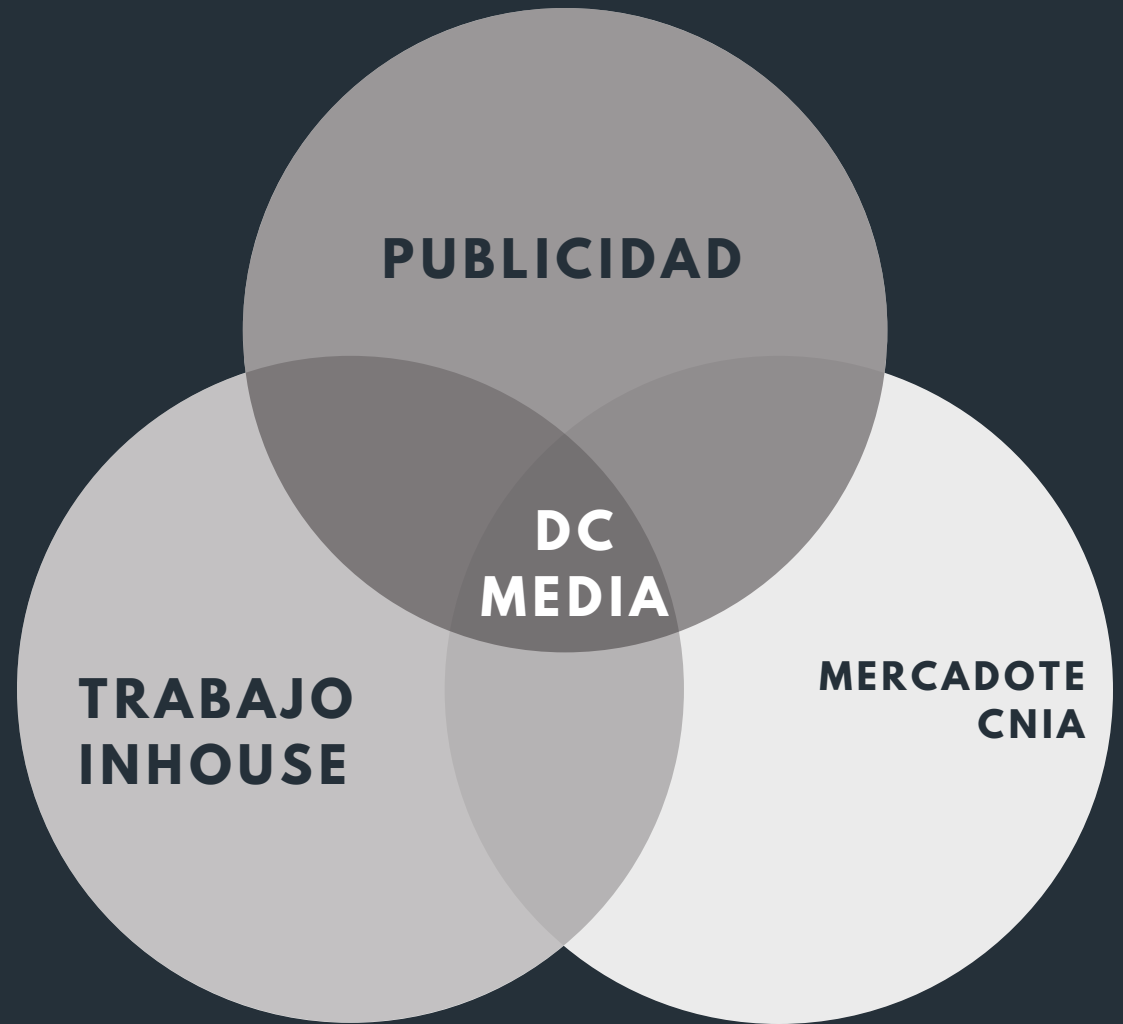 PUBLICIDAD
DC
MEDIA
TRABAJO
INHOUSE
MERCADOTE
CNIA